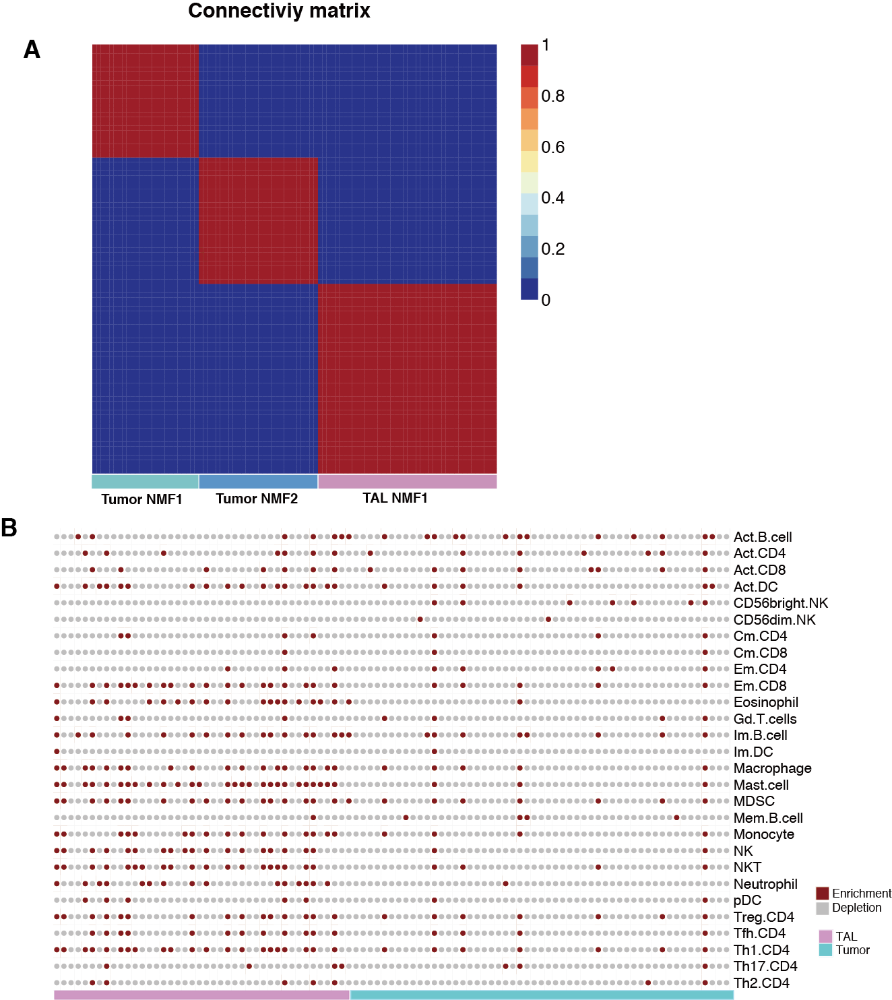 Connectiviy matrix
A
1
0.8
0.6
0.4
0.2
0
Tumor NMF1
Tumor NMF2
TAL NMF1
B
Act.B.cell
Act.CD4
Act.CD8
Act.DC
CD56bright.NK
CD56dim.NK
Cm.CD4
Cm.CD8
Em.CD4
Em.CD8
Eosinophil
Gd.T.cells
Im.B.cell
Im.DC
Macrophage
Mast.cell
MDSC
Mem.B.cell
Monocyte
NK
NKT
Neutrophil
pDC
Treg.CD4
Tfh.CD4
Th1.CD4
Th17.CD4
Th2.CD4
Enrichment
Depletion
TAL
Tumor